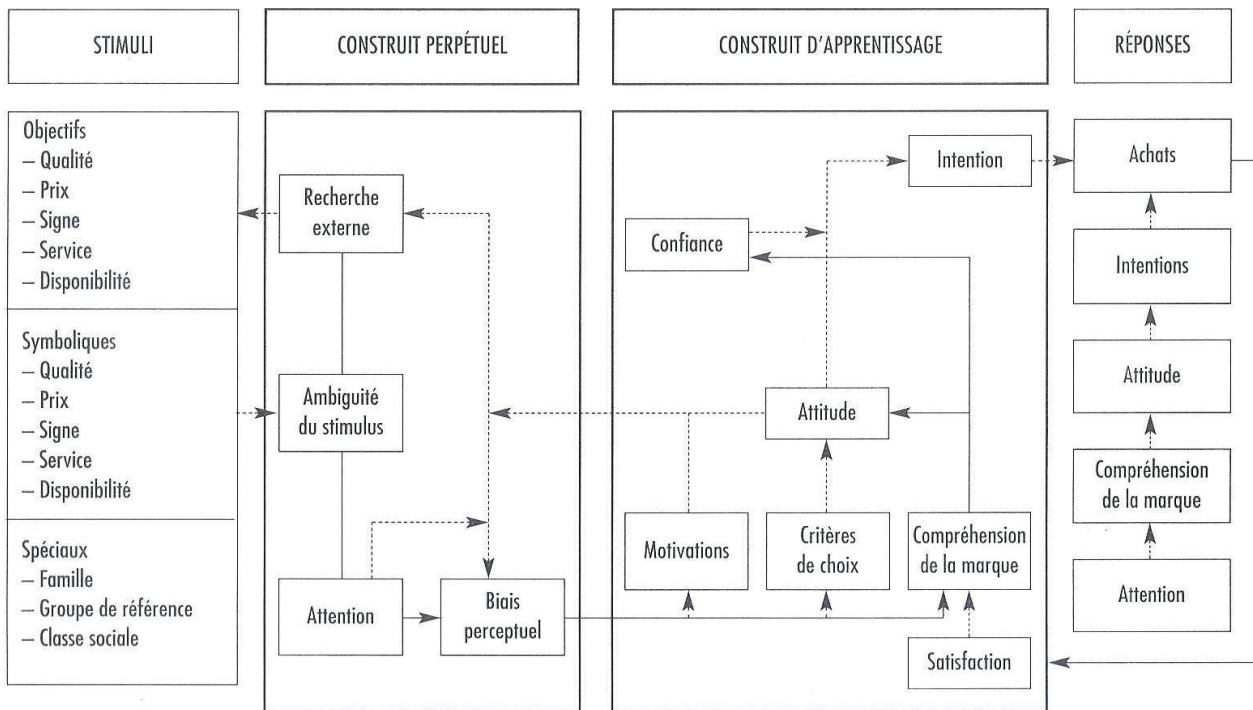 STIMULI
CONSTRUIT PERPÉTUEL
CONSTRUIT D'APPRENTISSAGE
RÉPONSES
Objectifs
– Qualité
– Prix
– Signe
– Service
– Disponibilité
Symboliques
– Qualité
– Prix
– Signe
– Service
– Disponibilité
Spéciaux
– Famille
– Groupe de référence
– Classe sociale
Recherche
externe
Ambiguité
du stimulus
Attention
Biais
perceptuel
Intention
Confiance
Attitude
Motivations
Critères
de choix
Compréhension
de la marque
Satisfaction
Achats
Intentions
Attitude
Compréhension
de la marque
Attention